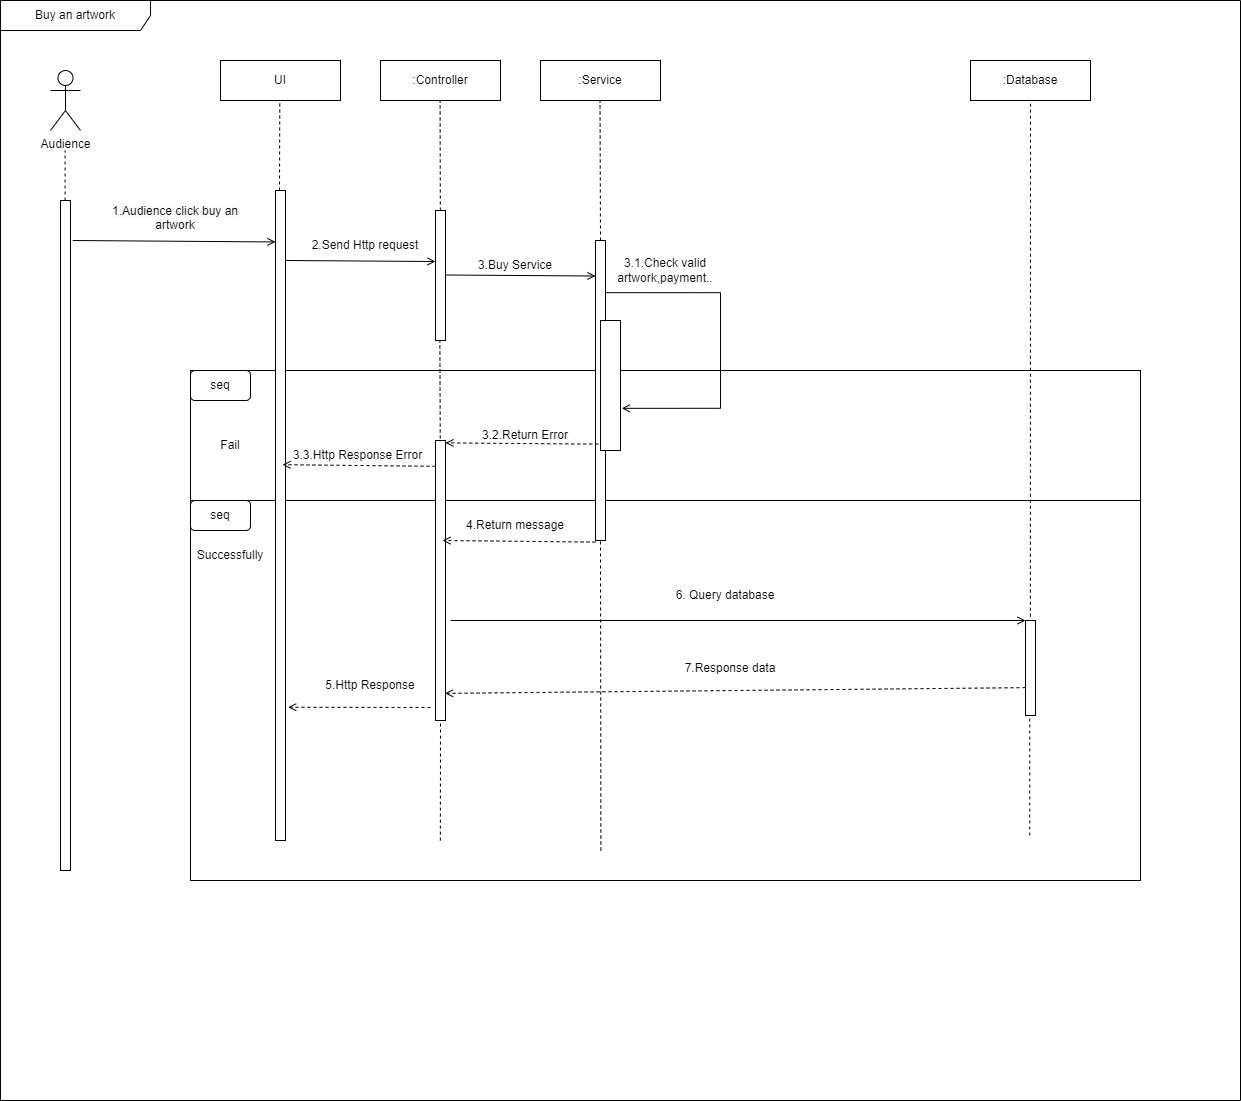 Buy an artwork
UI
:Controller
:Service
:Database
Audience
1.Audience click buy an
artwork
2.Send Http request
3.Buy Service
3.1.Check valid
artwork,payment..
seq
Fail
3.2.Return Error
3.3.Http Response Error
seq
4.Return message
Successfully
6. Query database
7.Response data
5.Http Response